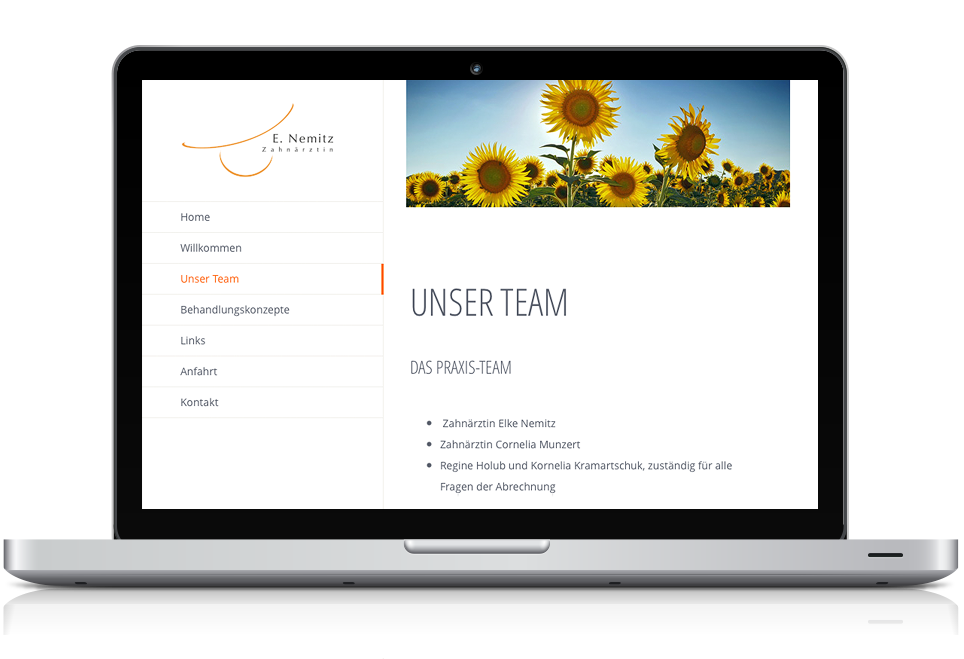 E. Nemitz
Zahnärztin
Home
Willkommen
Unser Team
Behandlungskonzepte
Links
Anfahrt
Kontakt
UNSER TEAM
DAS PRAXIS-TEAM
• Zahnärztin Elke Nemitz
• Zahnärztin Cornelia Munzert
• Regine Holub und Kornelia Kramartschuk, zuständig für alle
Fragen der Abrechnung